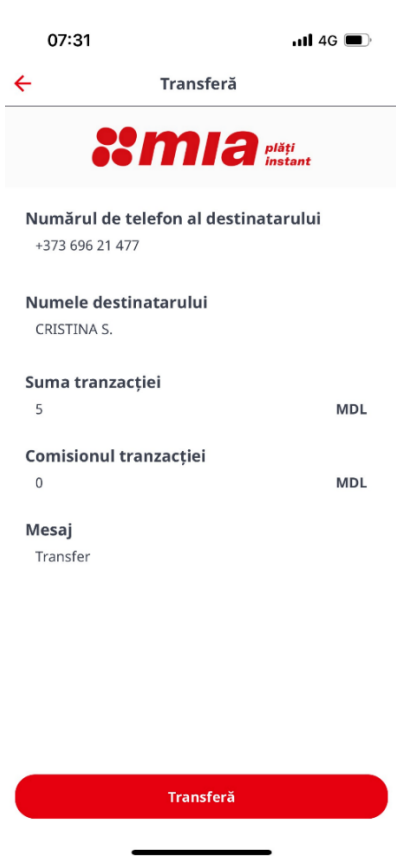 07:31
4G
Transferă
mia plăți
instant
Numărul de telefon al destinatarului
+373 696 21 477
Numele destinatarului
CRISTINA S.
Suma tranzacției
5 MDL
Comisionul tranzacției
0 MDL
Mesaj
Transfer
Transferă